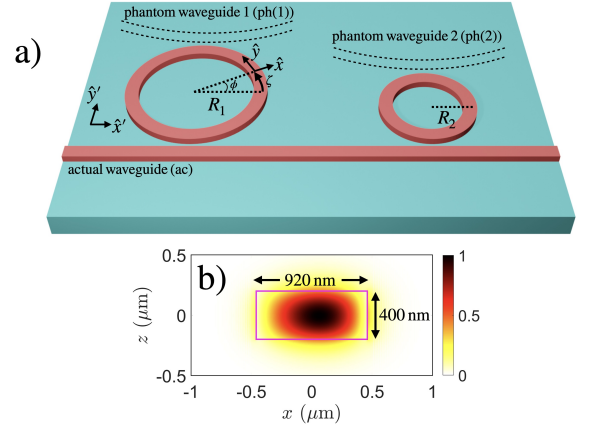 phantom waveguide 1 (ph(1))
phantom waveguide 2 (ph(2))
a)
ŷ
x̂
ζ
ϕ
R₁
R₂
ŷ′
x̂′
actual waveguide (ac)
b)
920 nm
400 nm
0.5
0
-0.5
z (μm)
-1
-0.5
0
0.5
1
x (μm)
1
0.5
0